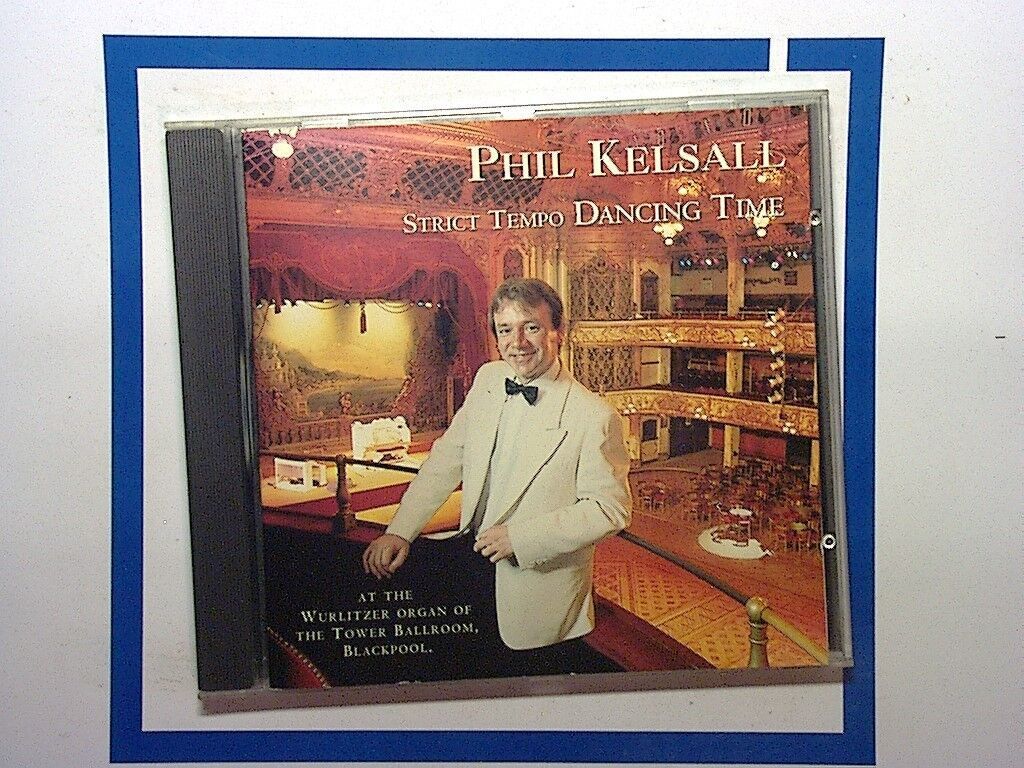 PHIL KELSALL
STRICT TEMPO DANCING TIME
AT THE
WURLITZER ORGAN OF
THE TOWER BALLROOM,
BLACKPOOL.